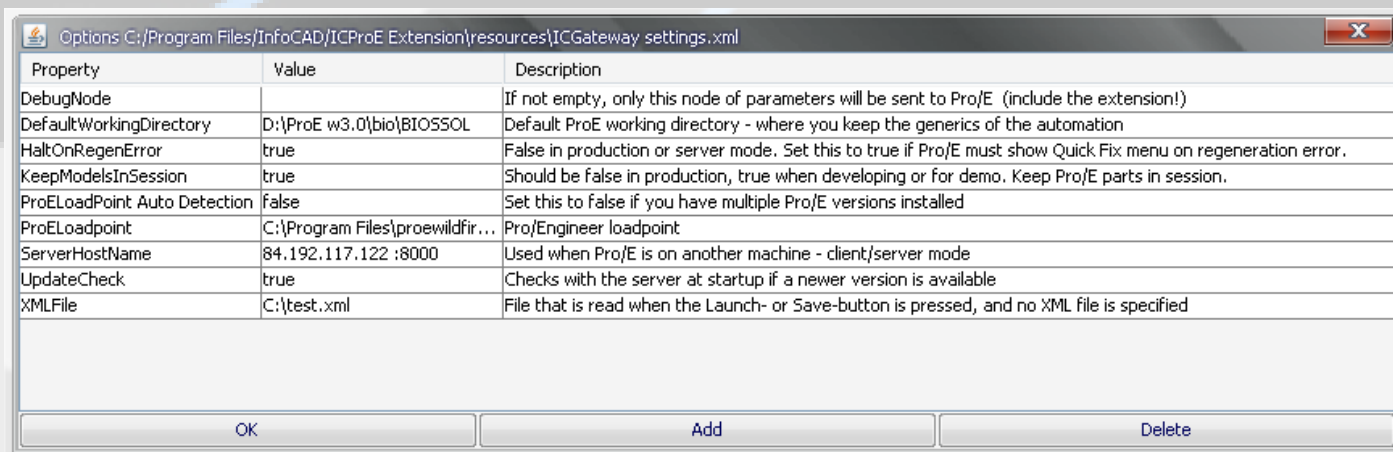 Options C:/Program Files/InfoCAD/ICProE Extension\resources\ICGateway settings.xml
Property Value Description
DebugNode If not empty, only this node of parameters will be sent to Pro/E (include the extension!)
DefaultWorkingDirectory D:\ProE w3.0\bio\BIOSSOL Default ProE working directory - where you keep the generics of the automation
HaltOnRegenError true False in production or server mode. Set this to true if Pro/E must show Quick Fix menu on regeneration error.
KeepModelsInSession true Should be false in production, true when developing or for demo. Keep Pro/E parts in session.
ProELoadPoint Auto Detection false Set this to false if you have multiple Pro/E versions installed
ProELoadpoint C:\Program Files\proewildfir... Pro/Engineer loadpoint
ServerHostName 84.192.117.122 :8000 Used when Pro/E is on another machine - client/server mode
UpdateCheck true Checks with the server at startup if a newer version is available
XMLFile C:\test.xml File that is read when the Launch- or Save-button is pressed, and no XML file is specified
OK Add Delete